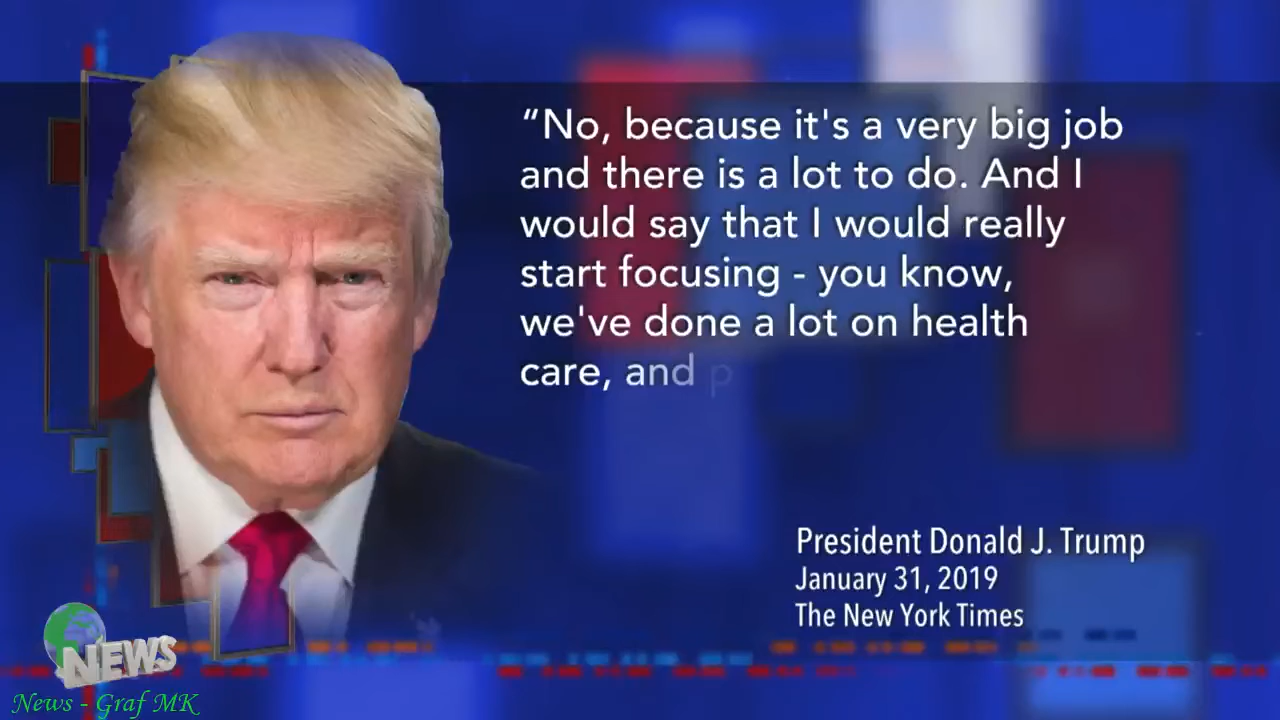 “No, because it's a very big job
and there is a lot to do. And I
would say that I would really
start focusing - you know,
we've done a lot on health
care, and p
President Donald J. Trump
January 31, 2019
The New York Times
NEWS
News - Graf MK